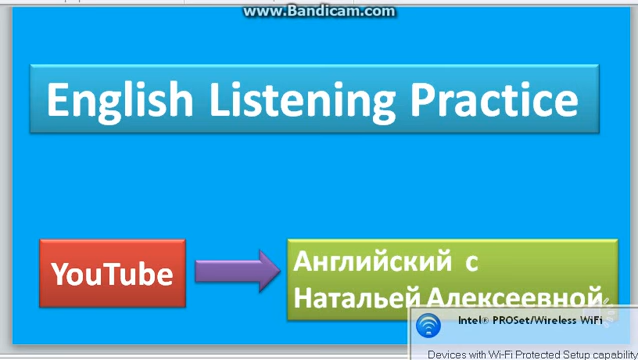 www.Bandicam.com
English Listening Practice
YouTube
Английский с
Натальей Алексеевной
Intel® PROSet/Wireless WiFi
Devices with Wi-Fi Protected Setup capability